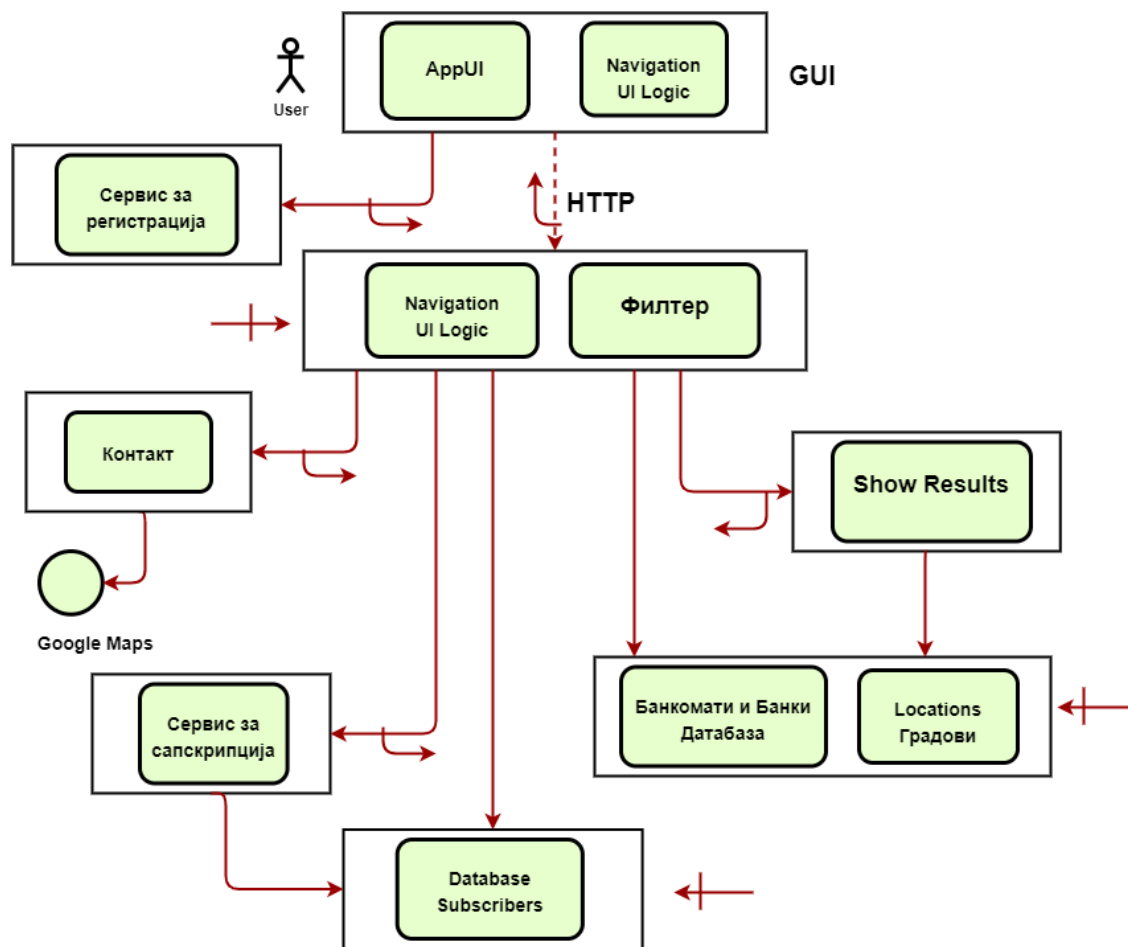 AppUI
Navigation
UI Logic
GUI
User
Сервис за
регистрација
HTTP
Navigation
UI Logic
Филтер
Контакт
Show Results
Google Maps
Сервис за
сапскрипција
Банкомати и Банки
Датабаза
Locations
Градови
Database
Subscribers